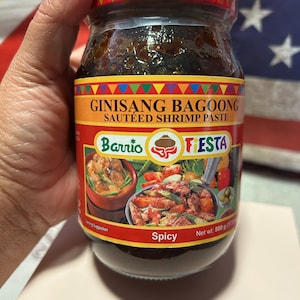 GINISANG BAGOONG
SAUTÉED SHRIMP PASTE
Barrio FIESTA
Spicy
Net wt.